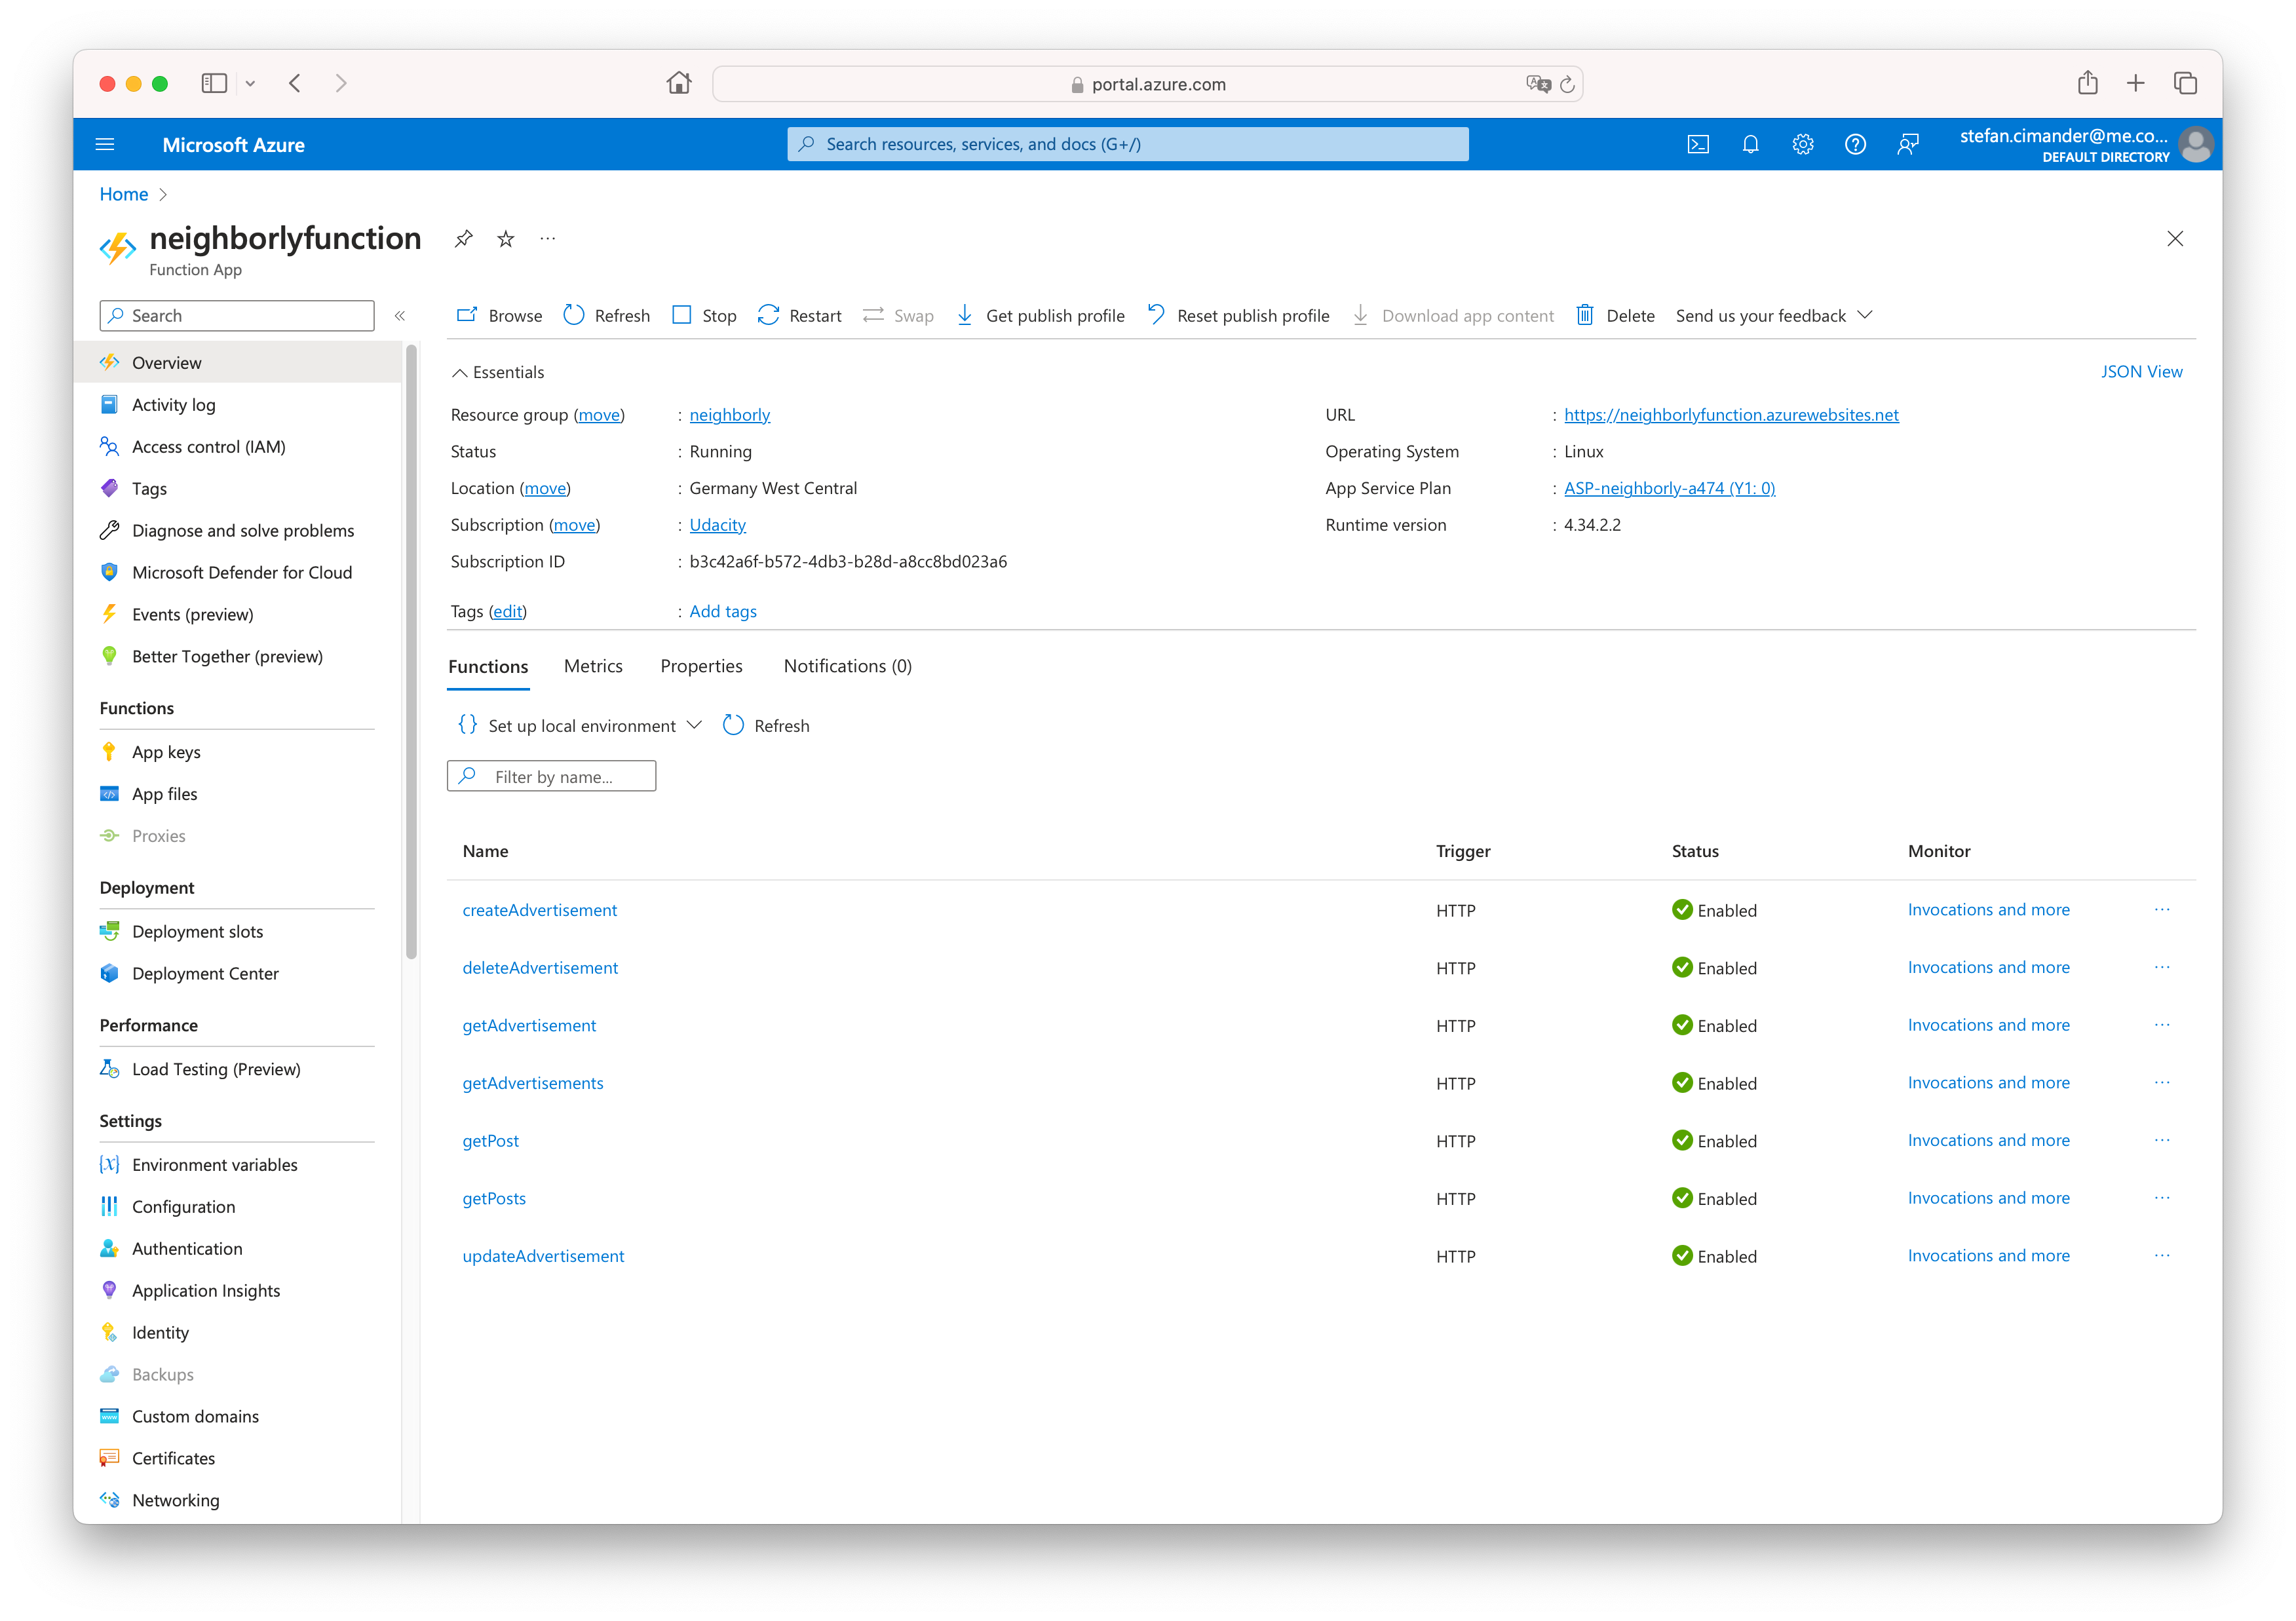 portal.azure.com
Microsoft Azure
Search resources, services, and docs (G+/)
stefan.cimander@me.co...
DEFAULT DIRECTORY
Home
neighborlyfunction
Function App
Search
Overview
Activity log
Access control (IAM)
Tags
Diagnose and solve problems
Microsoft Defender for Cloud
Events (preview)
Better Together (preview)
Functions
App keys
App files
Proxies
Deployment
Deployment slots
Deployment Center
Performance
Load Testing (Preview)
Settings
Environment variables
Configuration
Authentication
Application Insights
Identity
Backups
Custom domains
Certificates
Networking
Browse Refresh Stop Restart Swap Get publish profile Reset publish profile Download app content Delete Send us your feedback
Essentials JSON View
Resource group (move) : neighborly
Status : Running
Location (move) : Germany West Central
Subscription (move) : Udacity
Subscription ID : b3c42a6f-b572-4db3-b28d-a8cc8bd023a6
Tags (edit) : Add tags
URL : https://neighborlyfunction.azurewebsites.net
Operating System : Linux
App Service Plan : ASP-neighborly-a474 (Y1: 0)
Runtime version : 4.34.2.2
Functions Metrics Properties Notifications (0)
Set up local environment Refresh
Filter by name...
Name Trigger Status Monitor
createAdvertisement HTTP Enabled Invocations and more ...
deleteAdvertisement HTTP Enabled Invocations and more ...
getAdvertisement HTTP Enabled Invocations and more ...
getAdvertisements HTTP Enabled Invocations and more ...
getPost HTTP Enabled Invocations and more ...
getPosts HTTP Enabled Invocations and more ...
updateAdvertisement HTTP Enabled Invocations and more ...